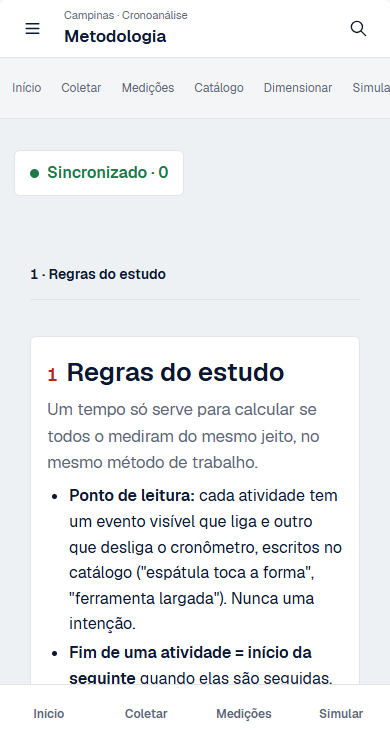 Campinas · Cronoanálise
Metodologia
Início Coletar Medições Catálogo Dimensionar Simula
Sincronizado · 0
1 · Regras do estudo
1 Regras do estudo
Um tempo só serve para calcular se
todos o mediram do mesmo jeito, no
mesmo método de trabalho.
• Ponto de leitura: cada atividade tem
um evento visível que liga e outro
que desliga o cronômetro, escritos no
catálogo ("espátula toca a forma",
"ferramenta largada"). Nunca uma
intenção.
• Fim de uma atividade = início da
seguinte quando elas são seguidas.
Início Coletar Medições Simular